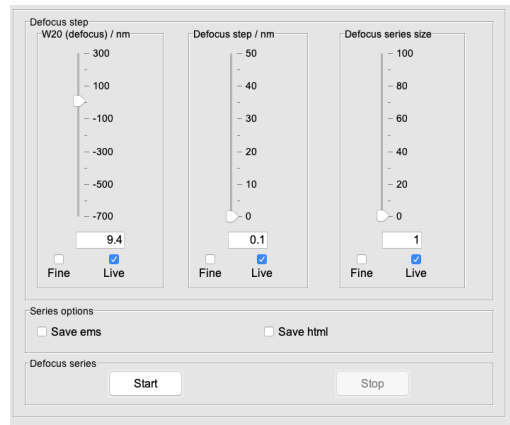 Defocus step
W20 (defocus) / nm
300
100
-100
-300
-500
-700
9.4
Fine Live
Defocus step / nm
50
40
30
20
10
0
0.1
Fine Live
Defocus series size
100
80
60
40
20
0
1
Fine Live
Series options
Save ems Save html
Defocus series
Start Stop